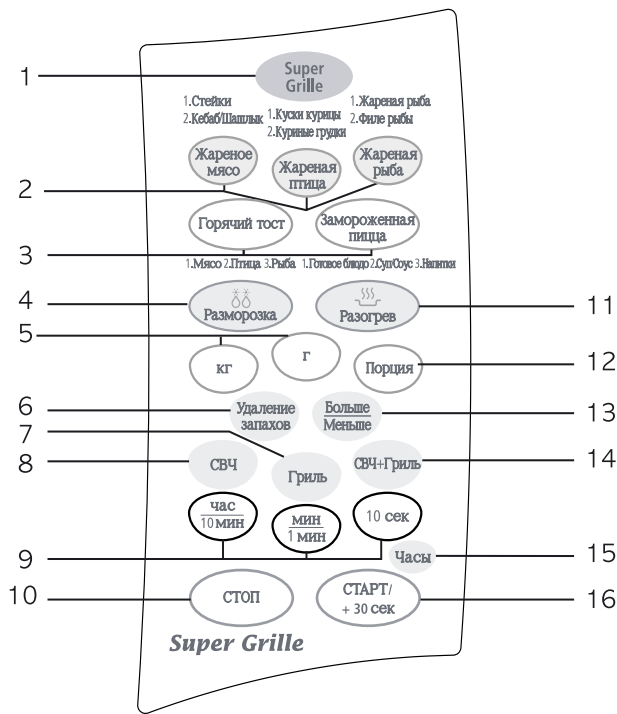 1
Super
Grille
1.Стейки
2.Кебаб/Шашлык
1.Куски курицы
2.Куриные грудки
1.Жареная рыба
2.Филе рыбы
Жареное
мясо
Жареная
птица
Жареная
рыба
2
Горячий тост
Замороженная
пицца
3
1.Мясо 2.Птица 3.Рыба
1.Готовое блюдо 2.Суп/Соус 3.Напитки
4
Разморозка
Разогрев
11
5
кг
г
Порция
12
6
Удаление
запахов
Больше
Меньше
13
7
8
СВЧ
Гриль
СВЧ+Гриль
14
час
10 мин
мин
1 мин
10 сек
9
Часы
15
10
СТОП
СТАРТ/
+ 30 сек
16
Super Grille